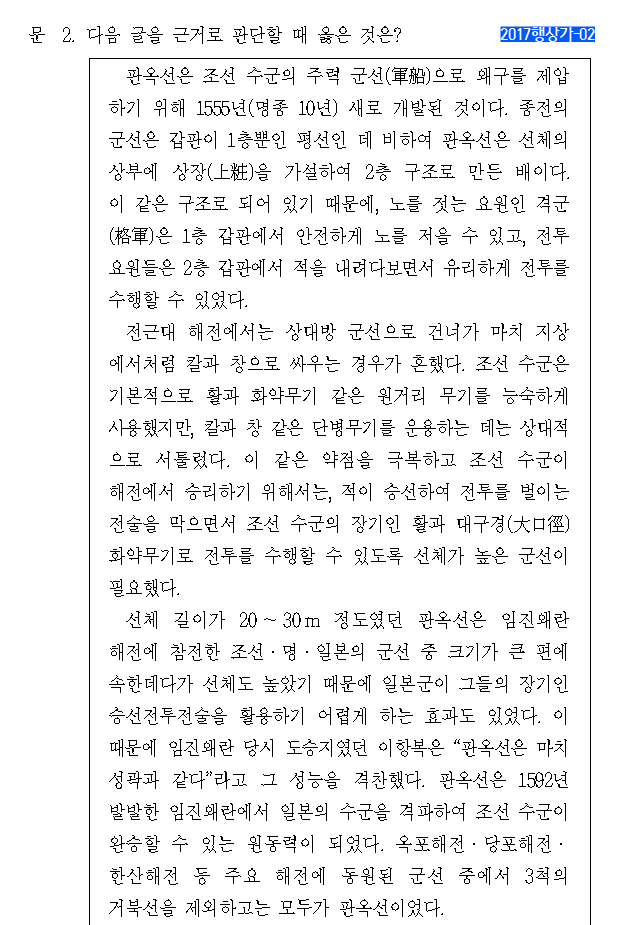 문 2. 다음 글을 근거로 판단할 때 옳은 것은? 2017행상가-02
판옥선은 조선 수군의 주력 군선(軍船)으로 왜구를 제압
하기 위해 1555년(명종 10년) 새로 개발된 것이다. 종전의
군선은 갑판이 1층뿐인 평선인 데 비하여 판옥선은 선체의
상부에 상장(上粧)을 가설하여 2층 구조로 만든 배이다.
이 같은 구조로 되어 있기 때문에, 노를 젓는 요원인 격군
(格軍)은 1층 갑판에서 안전하게 노를 저을 수 있고, 전투
요원들은 2층 갑판에서 적을 내려다보면서 유리하게 전투를
수행할 수 있었다.
전근대 해전에서는 상대방 군선으로 건너가 마치 지상
에서처럼 칼과 창으로 싸우는 경우가 흔했다. 조선 수군은
기본적으로 활과 화약무기 같은 원거리 무기를 능숙하게
사용했지만, 칼과 창 같은 단병무기를 운용하는 데는 상대적
으로 서툴렀다. 이 같은 약점을 극복하고 조선 수군이
해전에서 승리하기 위해서는, 적이 승선하여 전투를 벌이는
전술을 막으면서 조선 수군의 장기인 활과 대구경(大口徑)
화약무기로 전투를 수행할 수 있도록 선체가 높은 군선이
필요했다.
선체 길이가 20 ~ 30 m 정도였던 판옥선은 임진왜란
해전에 참전한 조선·명·일본의 군선 중 크기가 큰 편에
속한데다가 선체도 높았기 때문에 일본군이 그들의 장기인
승선전투전술을 활용하기 어렵게 하는 효과도 있었다. 이
때문에 임진왜란 당시 도승지였던 이항복은 “판옥선은 마치
성곽과 같다”라고 그 성능을 격찬했다. 판옥선은 1592년
발발한 임진왜란에서 일본의 수군을 격파하여 조선 수군이
완승할 수 있는 원동력이 되었다. 옥포해전·당포해전·
한산해전 등 주요 해전에 동원된 군선 중에서 3척의
거북선을 제외하고는 모두가 판옥선이었다.